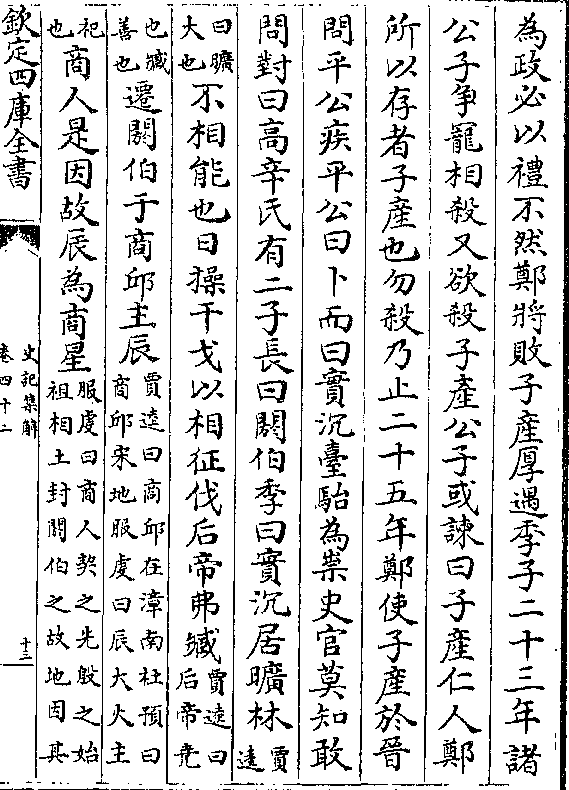 為政必以禮不然鄭將敗子產厚遇季子二十三年諸
公子爭寵相殺又欲殺子產公子或諫曰子產仁人鄭
所以存者子產也勿殺乃止二十五年鄭使子產於晉
問平公疾平公曰卜而曰實沉臺駘為祟史官莫知敢
問對曰高辛氏有二子長曰閼伯季曰實沉居曠林賈逵
曰曠大也不相能也日操干戈以相征伐后帝弗臧賈逵曰后帝堯
也臧善也遷閼伯于商邱主辰賈逵曰商邱在漳南杜預曰商邱宋地服虔曰辰大火主
祀也商人是因故辰為商星服虔曰商人契之先殷之始祖相土封閼伯之故地因其
欽定四庫全書
史記集解
卷四十二
十三